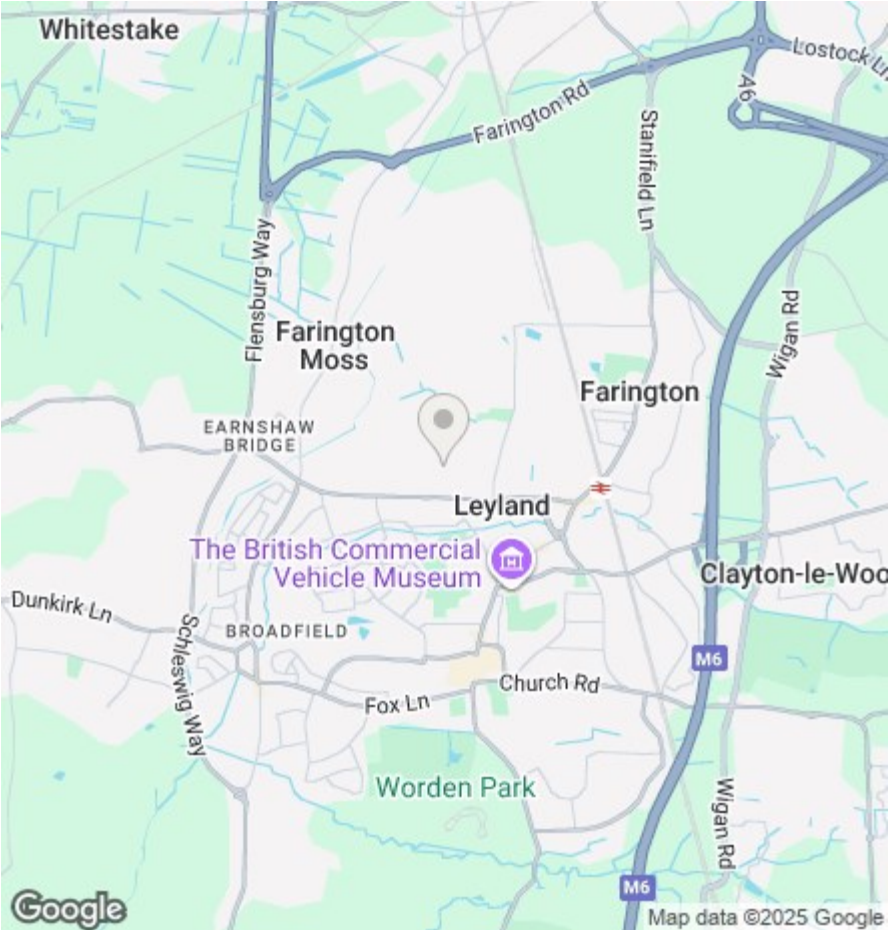 Whitestake
Lostock Ln
A6
Farington Rd
Stanifield Ln
Flensburg Way
Wigan Rd
Farington
Moss
Farington
EARNSHAW
BRIDGE
Leyland
The British Commercial
Vehicle Museum
Clayton-le-Woo
Dunkirk Ln
BROADFIELD
Schleswig Way
M6
Church Rd
Fox Ln
Worden Park
Wigan Rd
M6
Google
Map data ©2025 Google